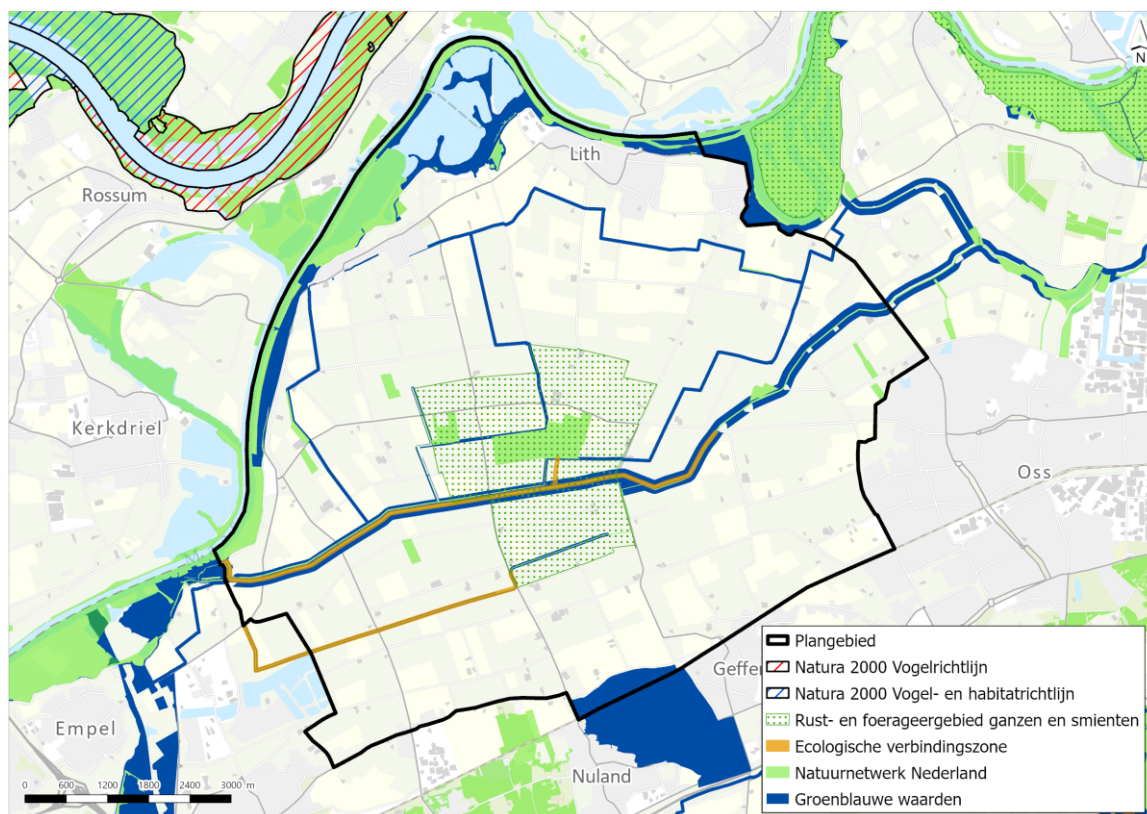 N
Lith
Rossum
Kerkdriel
Oss
Geffe
Empel
Nuland
Plangebied
Natura 2000 Vogelrichtlijn
Natura 2000 Vogel- en habitatrichtlijn
Rust- en foerageergebied ganzen en smienten
Ecologische verbindingszone
Natuurnetwerk Nederland
Groenblauwe waarden
0 600 1200 1800 2400 3000 m